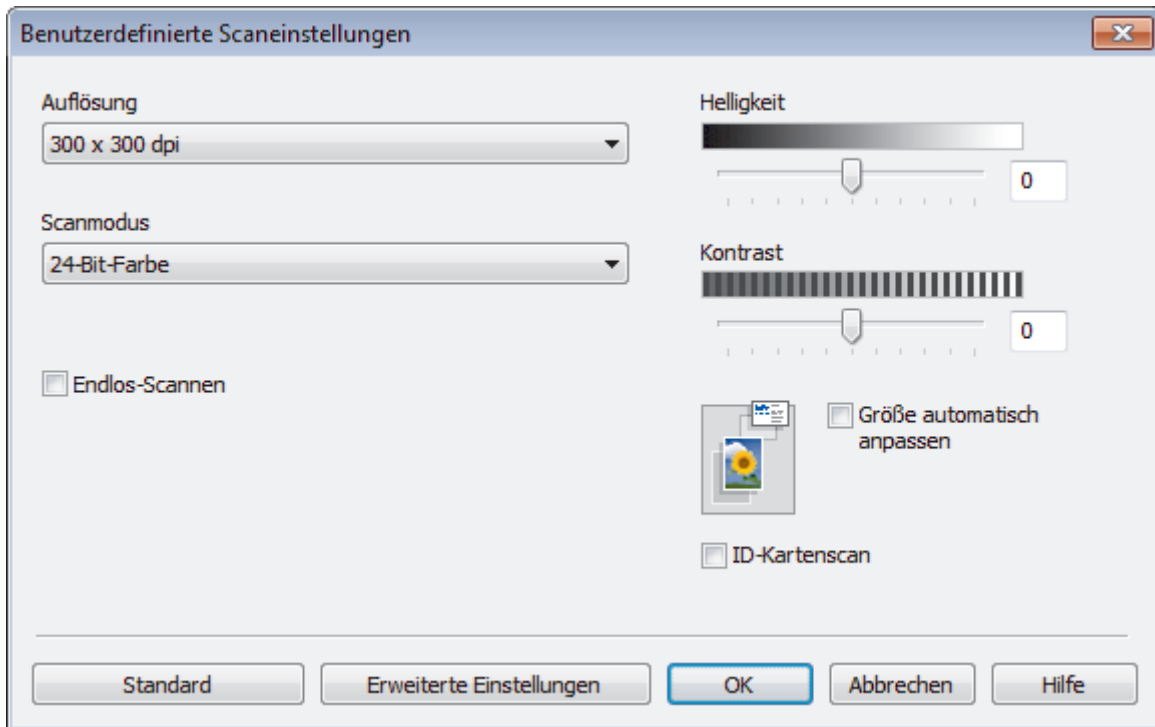 Benutzerdefinierte Scaneinstellungen
Auflösung
300 x 300 dpi
Scanmodus
24-Bit-Farbe
Endlos-Scannen
Helligkeit
0
Kontrast
0
Größe automatisch
anpassen
ID-Kartenscan
Standard
Erweiterte Einstellungen
OK
Abbrechen
Hilfe